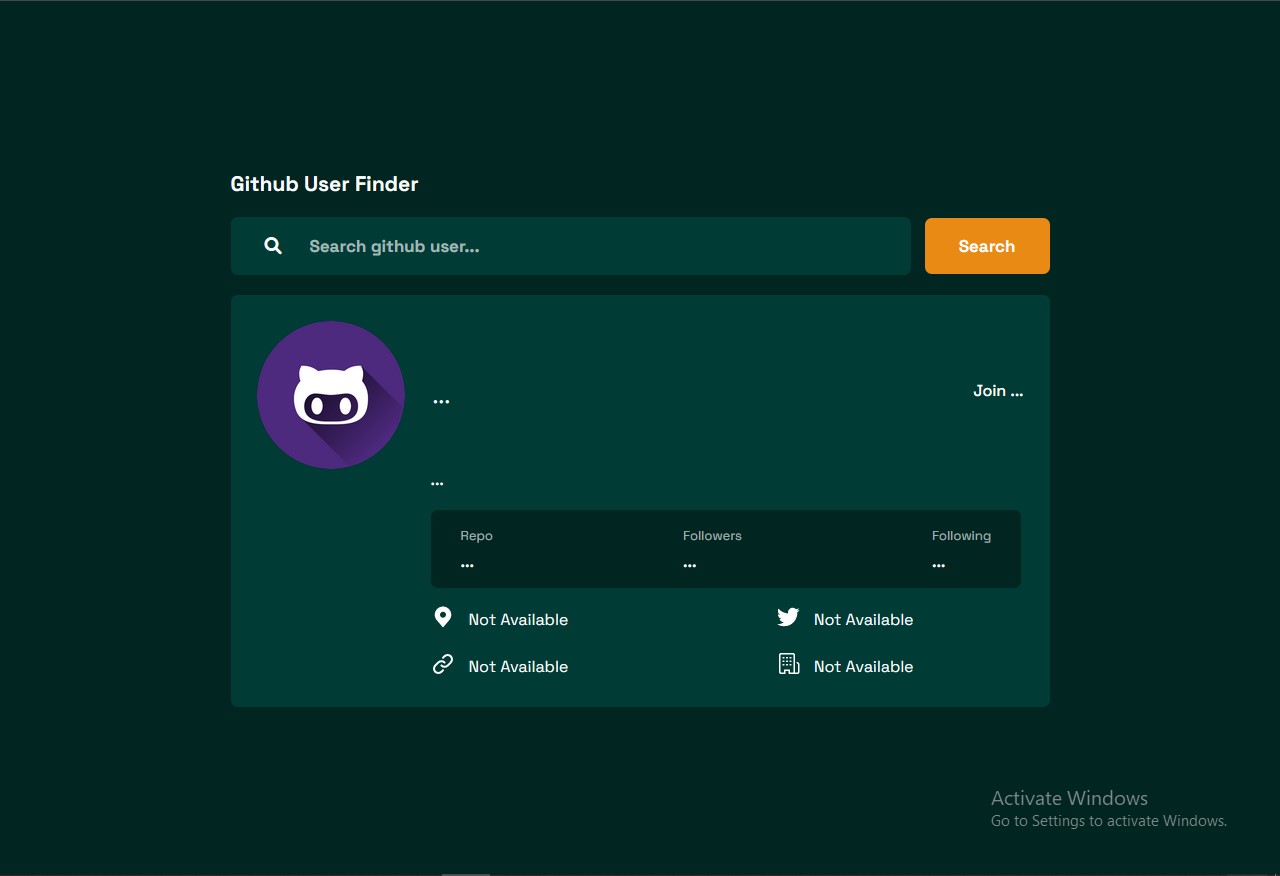 Github User Finder
Search github user...
Search
...
Join ...
...
Repo Followers Following
... ... ...
Not Available Not Available
Not Available Not Available
Activate Windows
Go to Settings to activate Windows.